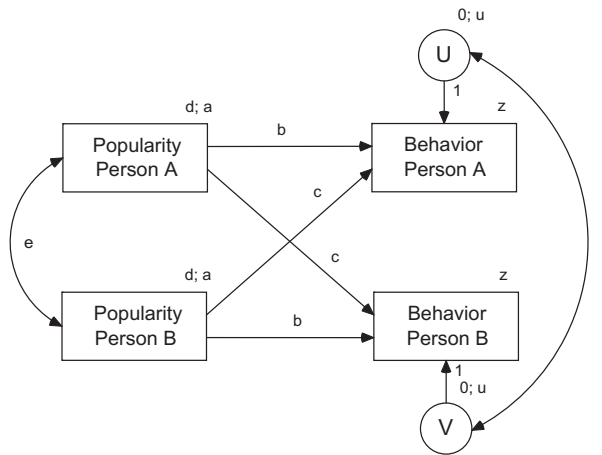 0; u
U
1
d; a
z
Popularity
Person A
b
Behavior
Person A
c
e
c
d; a
z
Popularity
Person B
b
Behavior
Person B
1
0; u
V